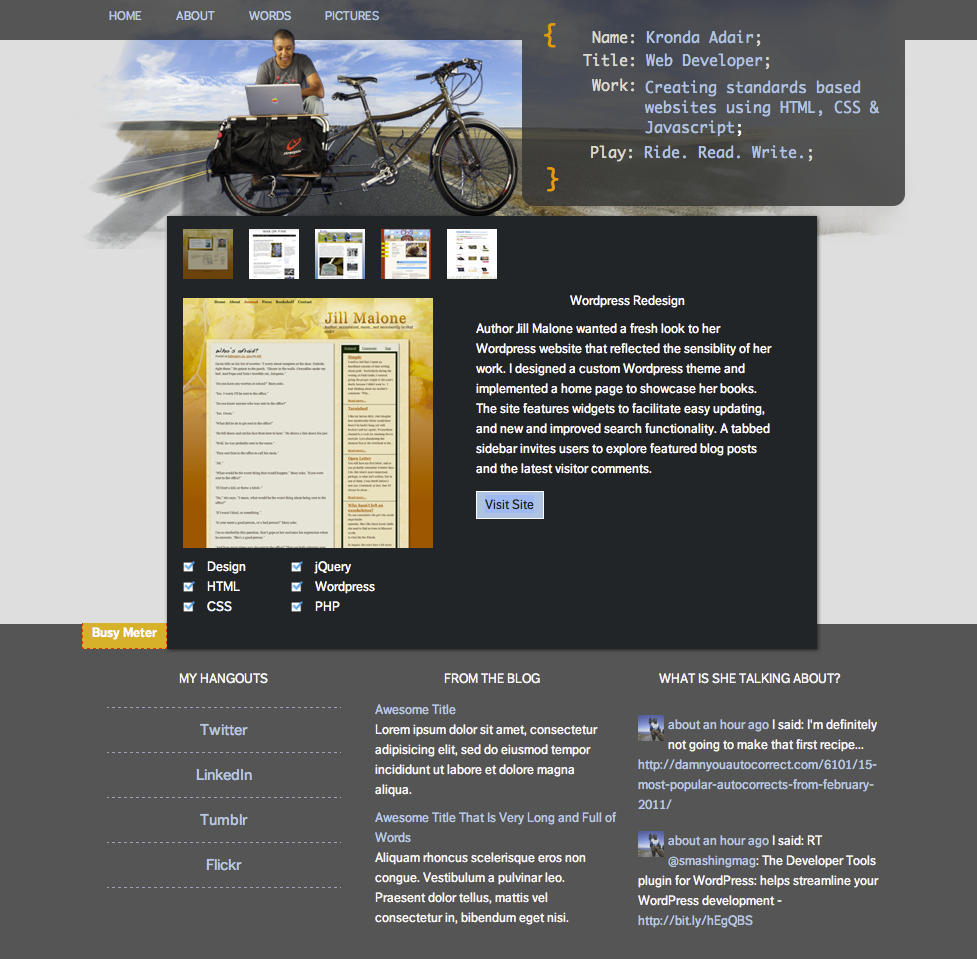 HOME ABOUT WORDS PICTURES
{
Name: Kronda Adair;
Title: Web Developer;
Work: Creating standards based
websites using HTML, CSS &
Javascript;
Play: Ride. Read. Write.;
}
Home About Journal Press Bookshelf Contact
Jill Malone
Who's afraid?
Wordpress Redesign
Author Jill Malone wanted a fresh look to her
Wordpress website that reflected the sensiblity of her
work. I designed a custom Wordpress theme and
implemented a home page to showcase her books.
The site features widgets to facilitate easy updating,
and new and improved search functionality. A tabbed
sidebar invites users to explore featured blog posts
and the latest visitor comments.
Visit Site
Design jQuery
HTML Wordpress
CSS PHP
Busy Meter
MY HANGOUTS
Twitter
LinkedIn
Tumblr
Flickr
FROM THE BLOG
Awesome Title
Lorem ipsum dolor sit amet, consectetur
adipisicing elit, sed do eiusmod tempor
incididunt ut labore et dolore magna
aliqua.
Awesome Title That Is Very Long and Full of
Words
Aliquam rhoncus scelerisque eros non
congue. Vestibulum a pulvinar leo.
Praesent dolor tellus, mattis vel
consectetur in, bibendum eget nisi.
WHAT IS SHE TALKING ABOUT?
about an hour ago I said: I'm definitely
not going to make that first recipe...
http://damnyouautocorrect.com/6101/15-
most-popular-autocorrects-from-february-
2011/
about an hour ago I said: RT
@smashingmag: The Developer Tools
plugin for WordPress: helps streamline your
WordPress development -
http://bit.ly/hEgQBS